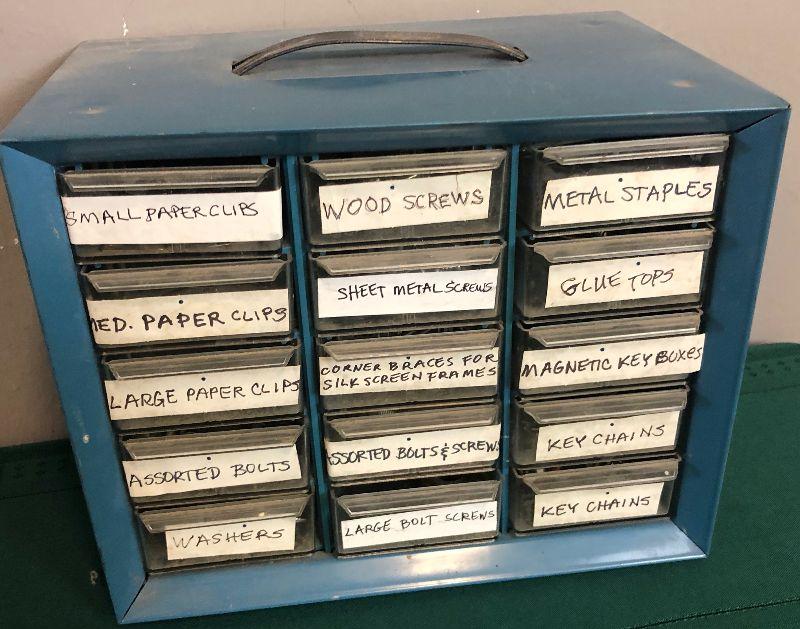 SMALL PAPER CLIPS
MED. PAPER CLIPS
LARGE PAPER CLIPS
ASSORTED BOLTS
WASHERS
WOOD SCREWS
SHEET METAL SCREWS
CORNER BRACES FOR
SILK SCREEN FRAMES
ASSORTED BOLTS & SCREWS
LARGE BOLT SCREWS
METAL STAPLES
GLUE TOPS
MAGNETIC KEY BOXES
KEY CHAINS
KEY CHAINS